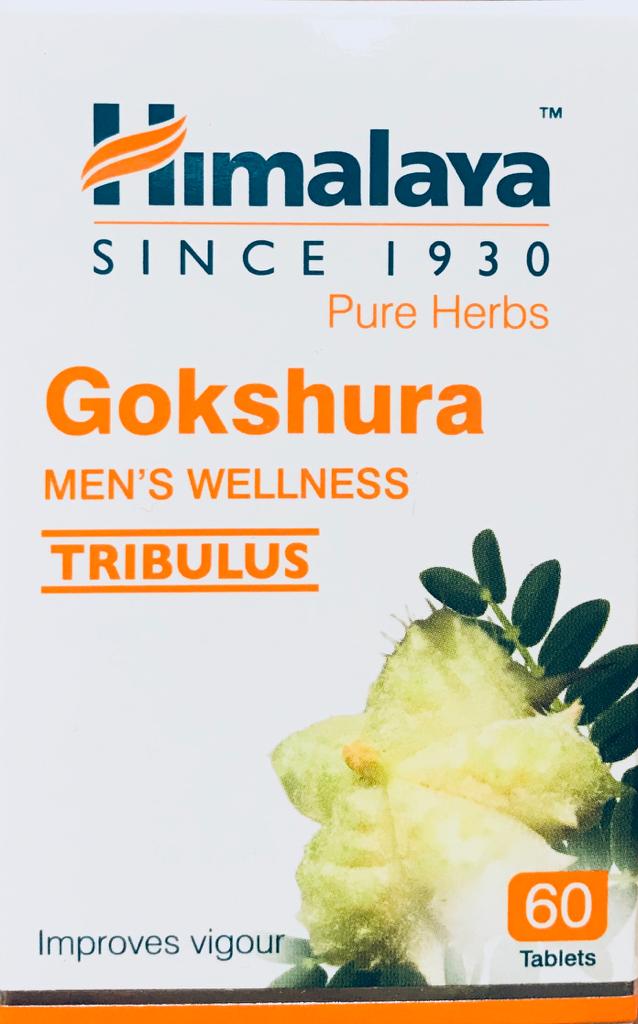 Himalaya™
SINCE 1930
Pure Herbs
Gokshura
MEN'S WELLNESS
TRIBULUS
60
Tablets
Improves vigour